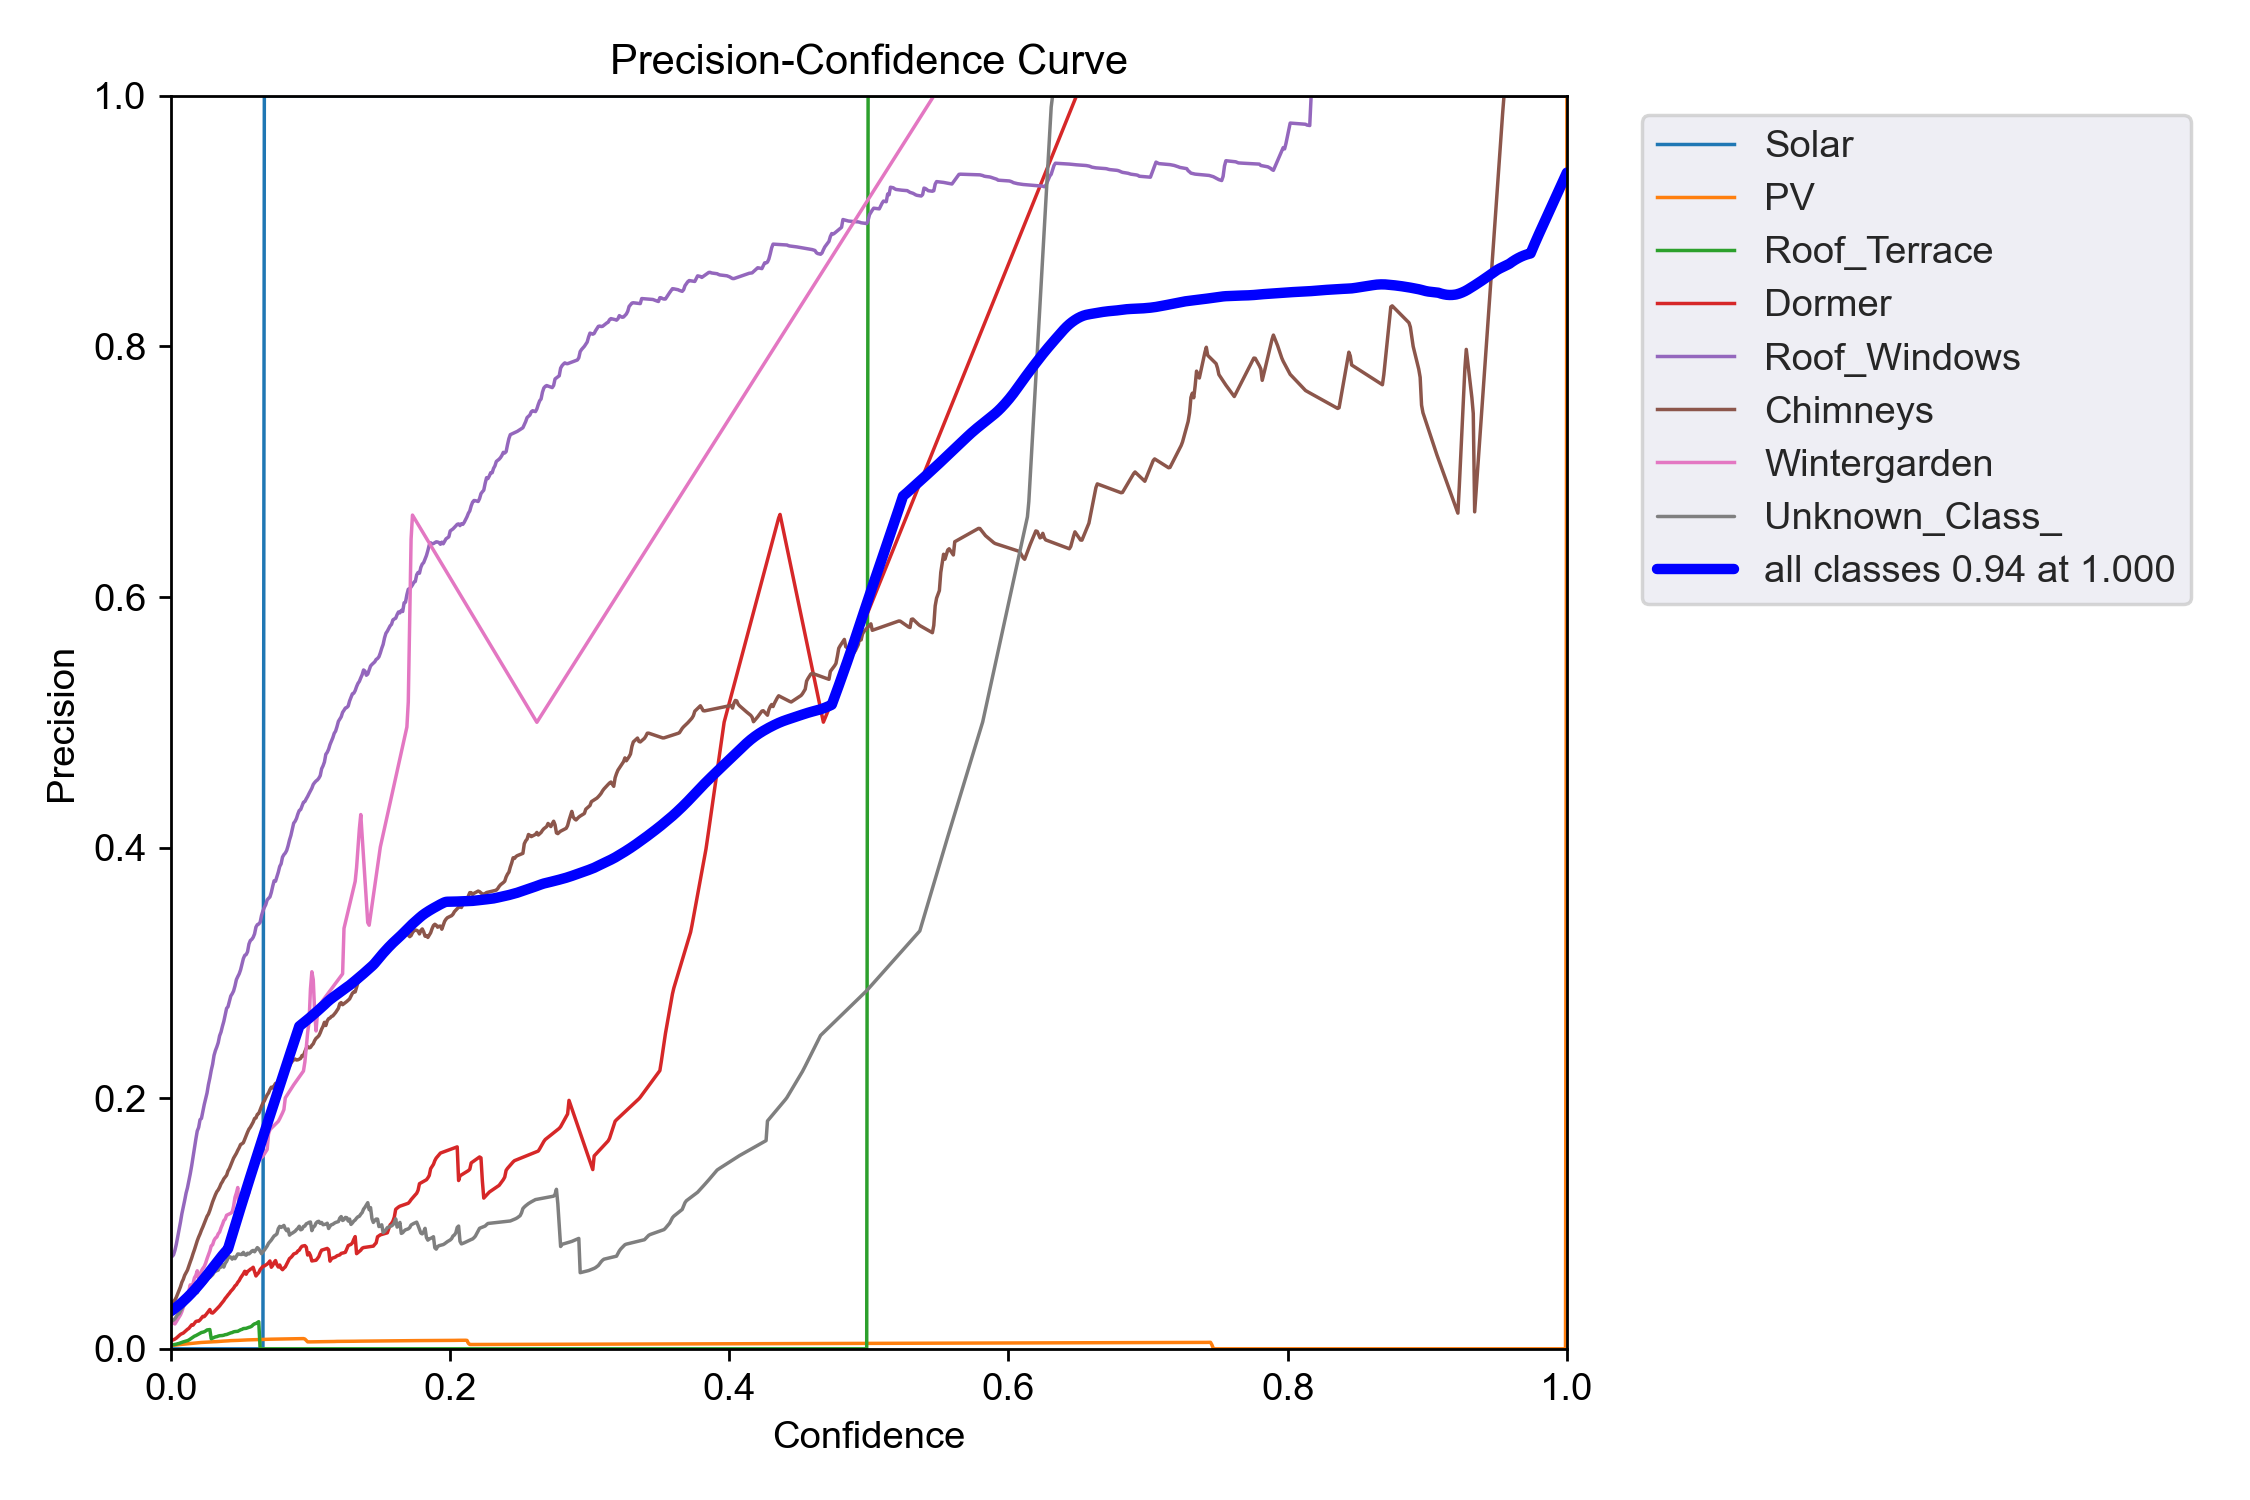 Precision-Confidence Curve
1.0
0.8
0.6
0.4
0.2
0.0
Precision
0.0 0.2 0.4 0.6 0.8 1.0
Confidence
Solar
PV
Roof_Terrace
Dormer
Roof_Windows
Chimneys
Wintergarden
Unknown_Class_
all classes 0.94 at 1.000